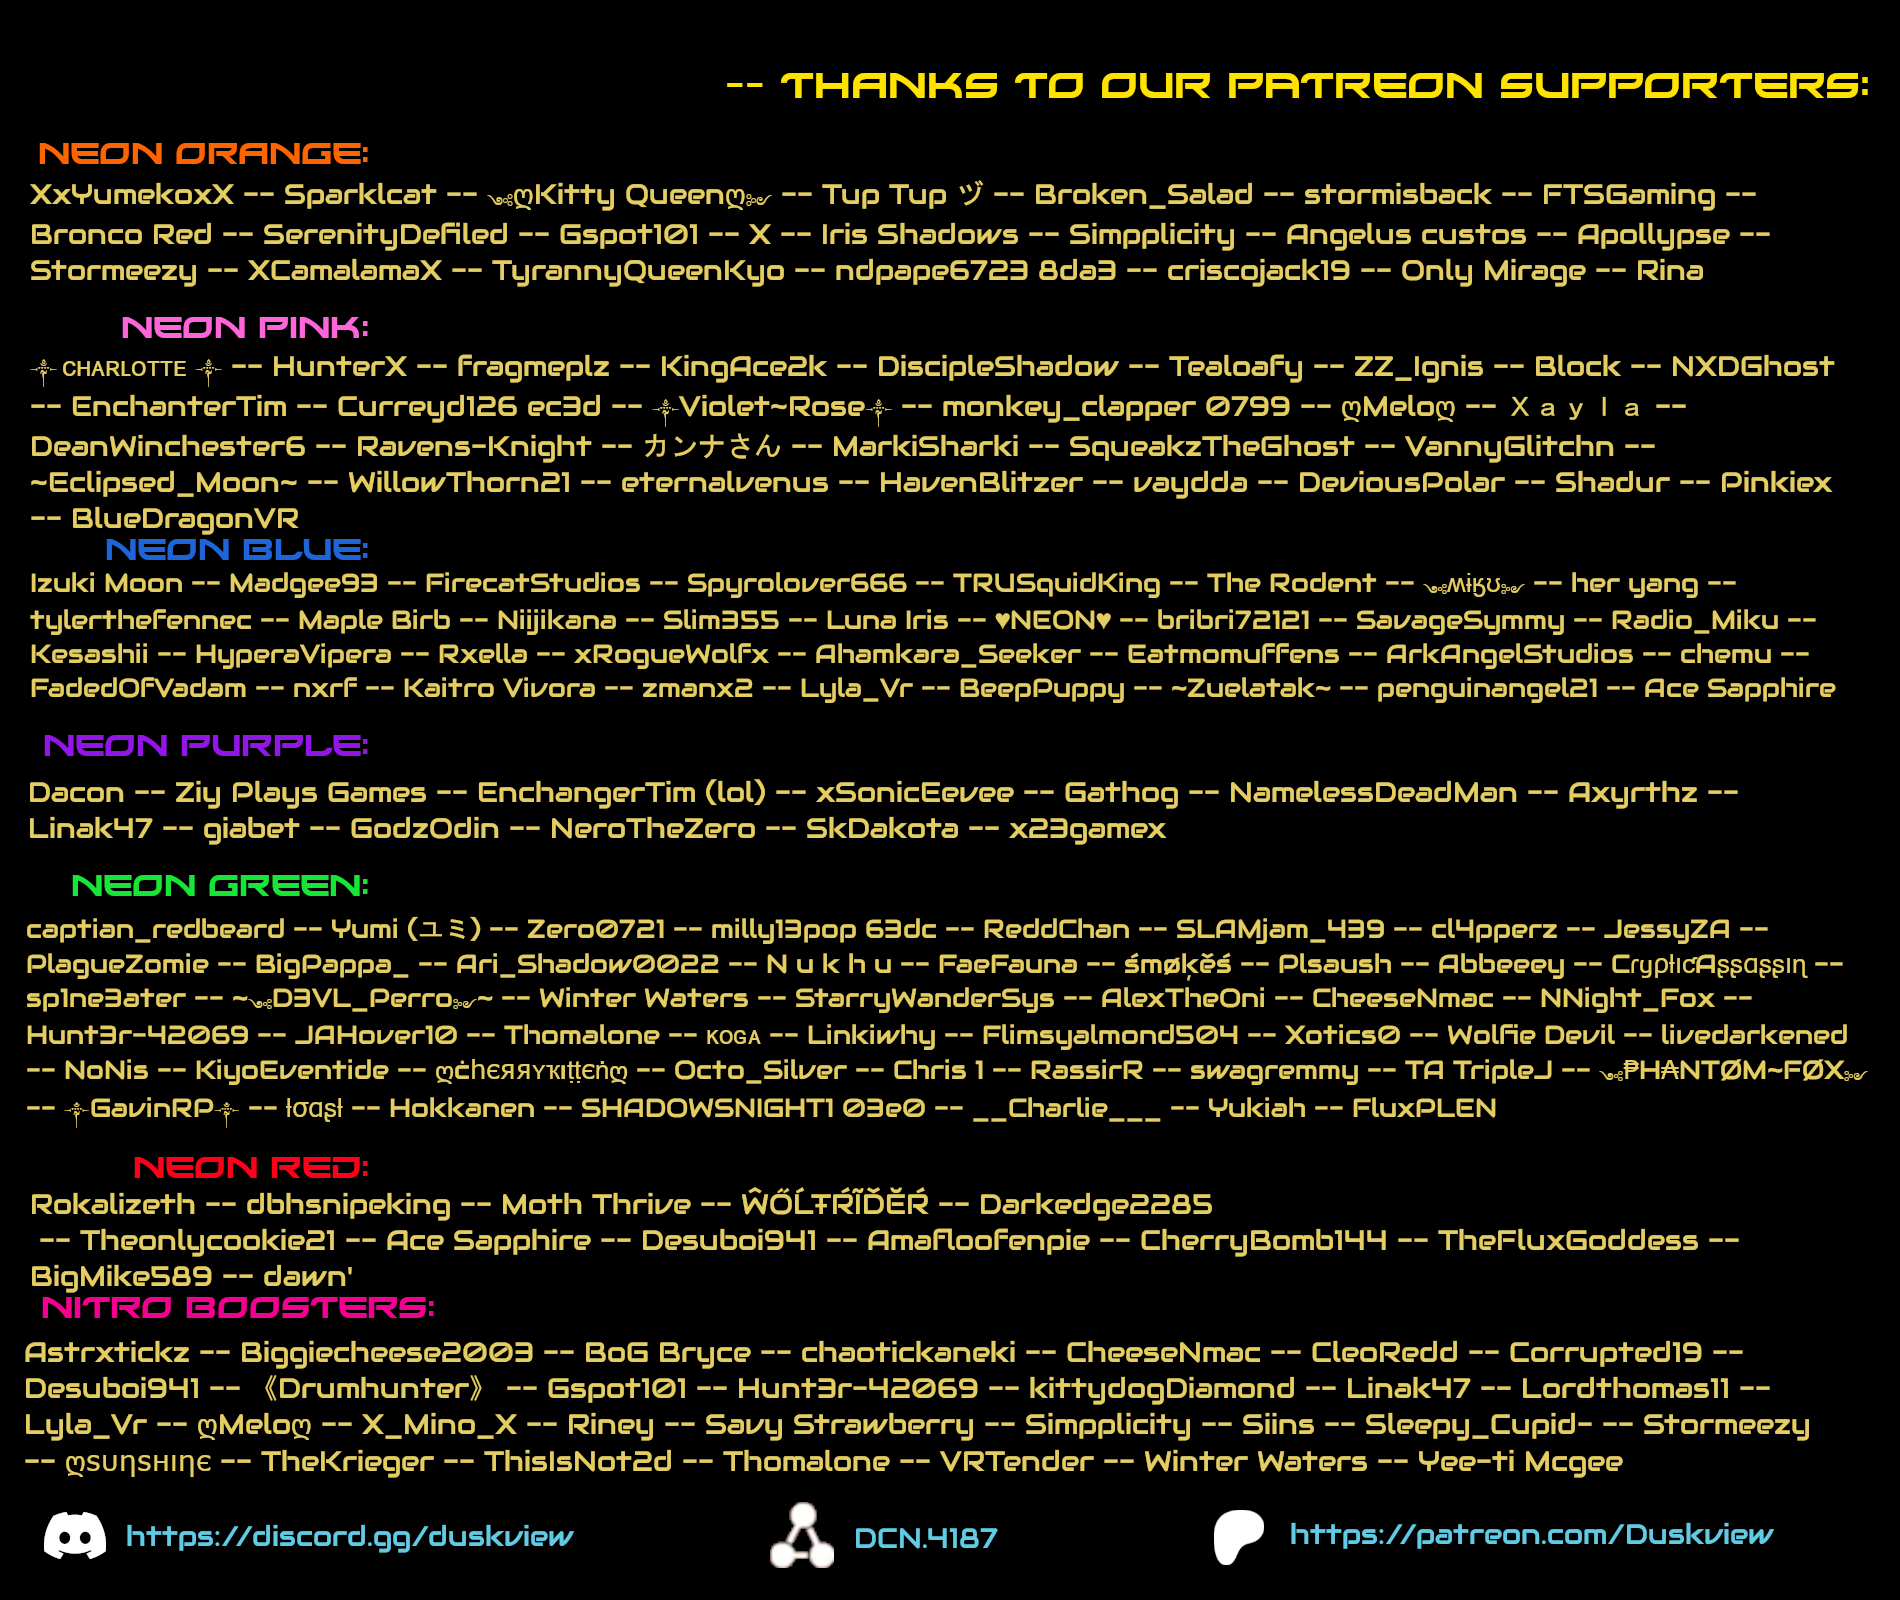 -- THANKS TO OUR PATREON SUPPORTERS:
NEON ORANGE:
XxYumekoxX -- Sparklcat -- ༺ღKitty Queenღ༻ -- Tup Tup ヅ -- Broken_Salad -- stormisback -- FTSGaming --
Bronco Red -- SerenityDefiled -- Gspot101 -- X -- Iris Shadows -- Simpplicity -- Angelus custos -- Apollypse --
Stormeezy -- XCamalamaX -- TyrannyQueenKyo -- ndpape6723 8da3 -- criscojack19 -- Only Mirage -- Rina
NEON PINK:
༒ ᴄʜᴀʀʟᴏᴛᴛᴇ ༒ -- HunterX -- fragmeplz -- KingAce2k -- DiscipleShadow -- Tealoafy -- ZZ_Ignis -- Block -- NXDGhost
-- EnchanterTim -- Curreyd126 ec3d -- ༒Violet~Rose༒ -- monkey_clapper 0799 -- ღMeloღ -- Ｘａｙｌａ --
DeanWinchester6 -- Ravens-Knight -- カンナさん -- MarkiSharki -- SqueakzTheGhost -- VannyGlitchn --
~Eclipsed_Moon~ -- WillowThorn21 -- eternalvenus -- HavenBlitzer -- vaydda -- DeviousPolar -- Shadur -- Pinkiex
-- BlueDragonVR
NEON BLUE:
Izuki Moon -- Madgee93 -- FirecatStudios -- Spyrolover666 -- TRUSquidKing -- The Rodent -- ༺ʍɨӄʊ༻ -- her yang --
tylerthefennec -- Maple Birb -- Niijikana -- Slim355 -- Luna Iris -- ♥NEON♥ -- bribri72121 -- SavageSymmy -- Radio_Miku --
Kesashii -- HyperaVipera -- Rxella -- xRogueWolfx -- Ahamkara_Seeker -- Eatmomuffens -- ArkAngelStudios -- chemu --
FadedOfVadam -- nxrf -- Kaitro Vivora -- zmanx2 -- Lyla_Vr -- BeepPuppy -- ~Zuelatak~ -- penguinangel21 -- Ace Sapphire
NEON PURPLE:
Dacon -- Ziy Plays Games -- EnchangerTim (lol) -- xSonicEevee -- Gathog -- NamelessDeadMan -- Axyrthz --
Linak47 -- giabet -- GodzOdin -- NeroTheZero -- SkDakota -- x23gamex
NEON GREEN:
captian_redbeard -- Yumi (ユミ) -- Zero0721 -- milly13pop 63dc -- ReddChan -- SLAMjam_439 -- cl4pperz -- JessyZA --
PlagueZomie -- BigPappa_ -- Ari_Shadow0022 -- N u k h u -- FaeFauna -- śmøķěś -- Plsaush -- Abbeeey -- CɾყρƚιƈAʂʂαʂʂιɳ --
sp1ne3ater -- ~༺D3VL_Perro༻~ -- Winter Waters -- StarryWanderSys -- AlexTheOni -- CheeseNmac -- NNight_Fox --
Hunt3r-42069 -- JAHover10 -- Thomalone -- ᴋᴏɢᴀ -- Linkiwhy -- Flimsyalmond504 -- Xotics0 -- Wolfie Devil -- livedarkened
-- NoNis -- KiyoEventide -- ღċһєяяʏҡıṭṭєṅღ -- Octo_Silver -- Chris 1 -- RassirR -- swagremmy -- TA TripleJ -- ༺₱H₳NTØM~FØX༻
-- ༒GavinRP༒ -- ƚσαʂƚ -- Hokkanen -- SHADOWSNIGHT1 03e0 -- __Charlie___ -- Yukiah -- FluxPLEN
NEON RED:
Rokalizeth -- dbhsnipeking -- Moth Thrive -- ŴŐĹŦŔĨĎĔŔ -- Darkedge2285
-- Theonlycookie21 -- Ace Sapphire -- Desuboi941 -- Amafloofenpie -- CherryBomb144 -- TheFluxGoddess --
BigMike589 -- dawn'
NITRO BOOSTERS:
Astrxtickz -- Biggiecheese2003 -- BoG Bryce -- chaotickaneki -- CheeseNmac -- CleoRedd -- Corrupted19 --
Desuboi941 -- 《Drumhunter》 -- Gspot101 -- Hunt3r-42069 -- kittydogDiamond -- Linak47 -- Lordthomas11 --
Lyla_Vr -- ღMeloღ -- X_Mino_X -- Riney -- Savy Strawberry -- Simpplicity -- Siins -- Sleepy_Cupid- -- Stormeezy
-- ღѕυηѕнιηє -- TheKrieger -- ThisIsNot2d -- Thomalone -- VRTender -- Winter Waters -- Yee-ti Mcgee
https://discord.gg/duskview
DCN.4187
https://patreon.com/Duskview